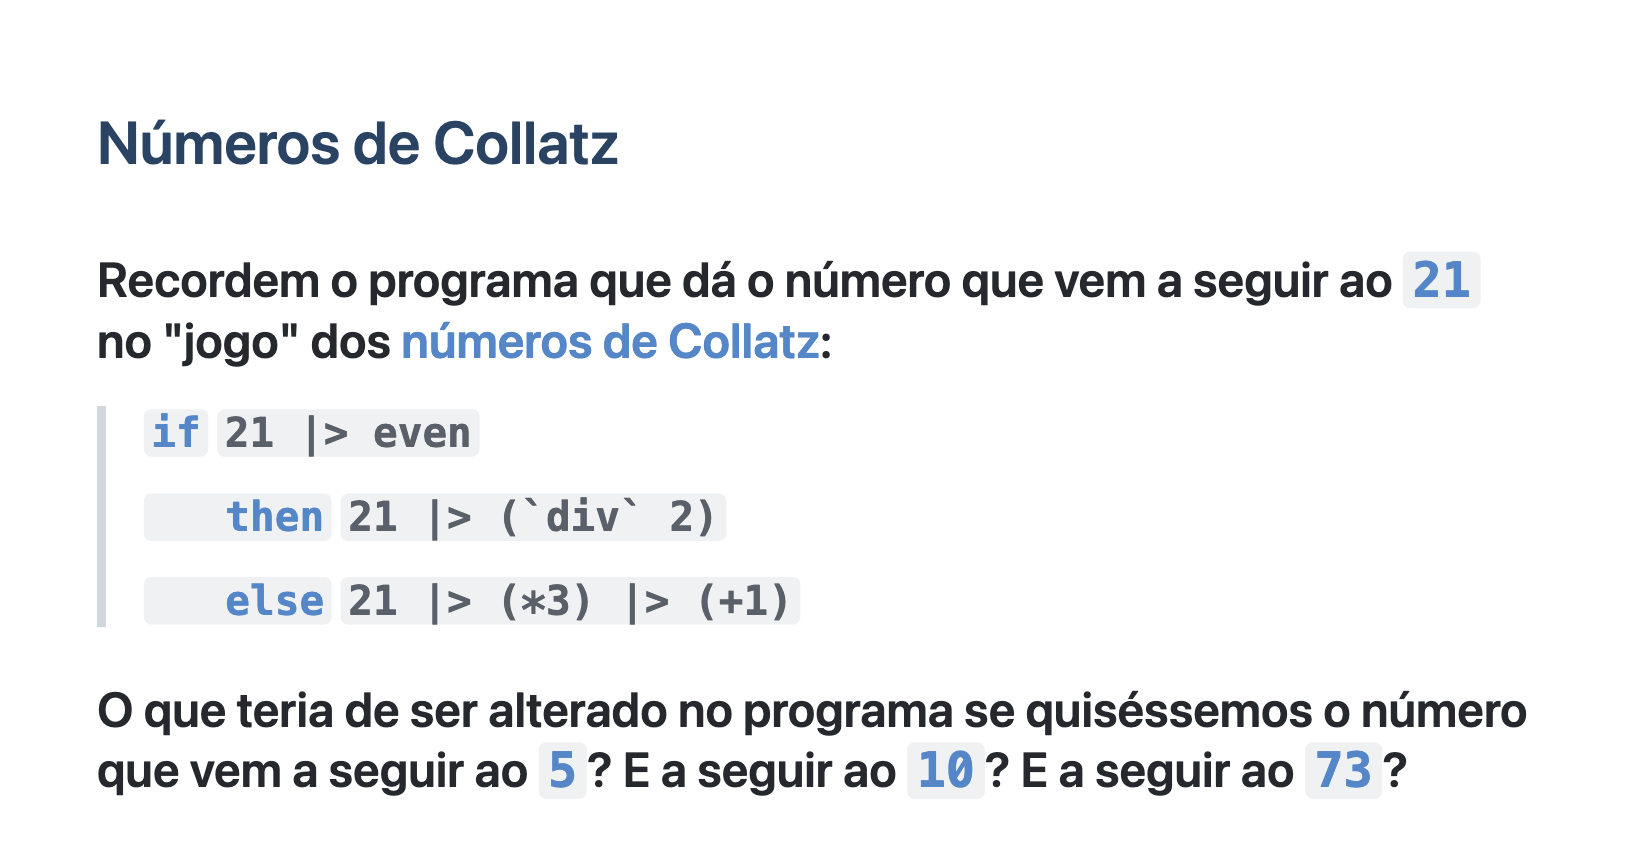 Números de Collatz
Recordem o programa que dá o número que vem a seguir ao 21
no "jogo" dos números de Collatz:
if 21 |> even
    then 21 |> (`div` 2)
    else 21 |> (*3) |> (+1)
O que teria de ser alterado no programa se quiséssemos o número
que vem a seguir ao 5? E a seguir ao 10? E a seguir ao 73?